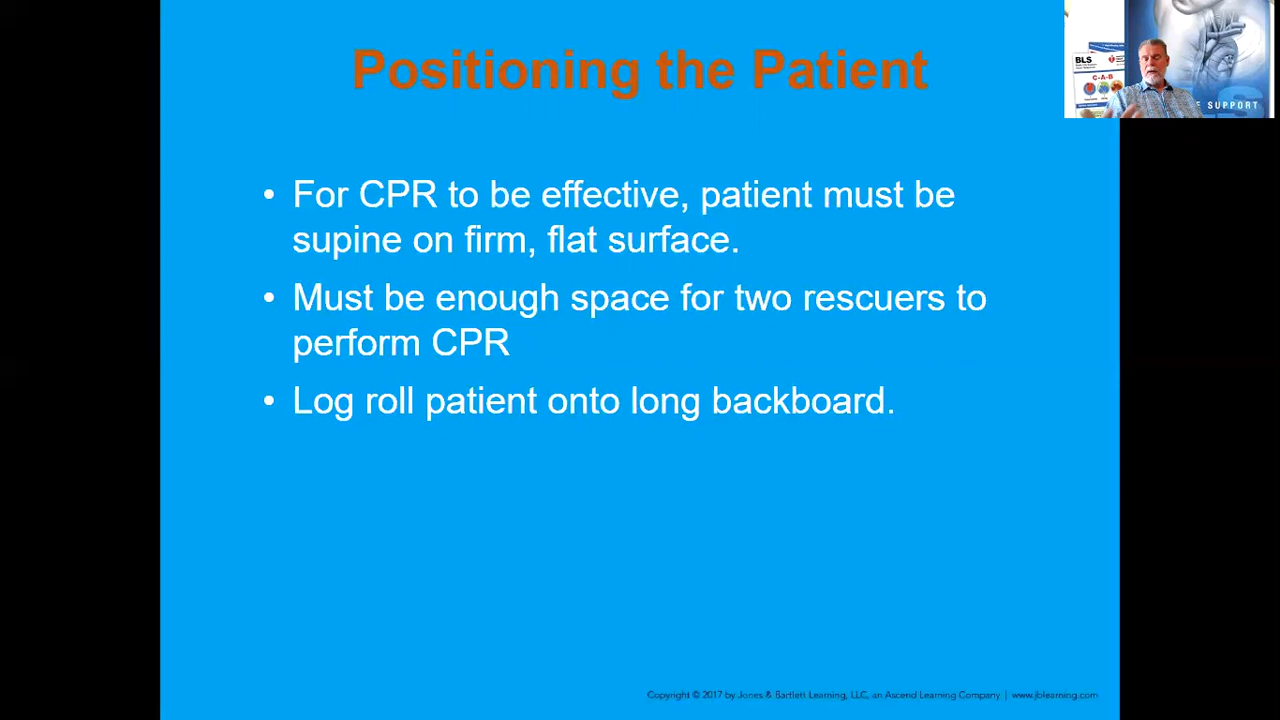 Positioning the Patient
BLS
C-A-B
E SUPPORT
• For CPR to be effective, patient must be
supine on firm, flat surface.
• Must be enough space for two rescuers to
perform CPR
• Log roll patient onto long backboard.
Copyright © 2017 by Jones & Bartlett Learning, LLC, an Ascend Learning Company | www.jblearning.com